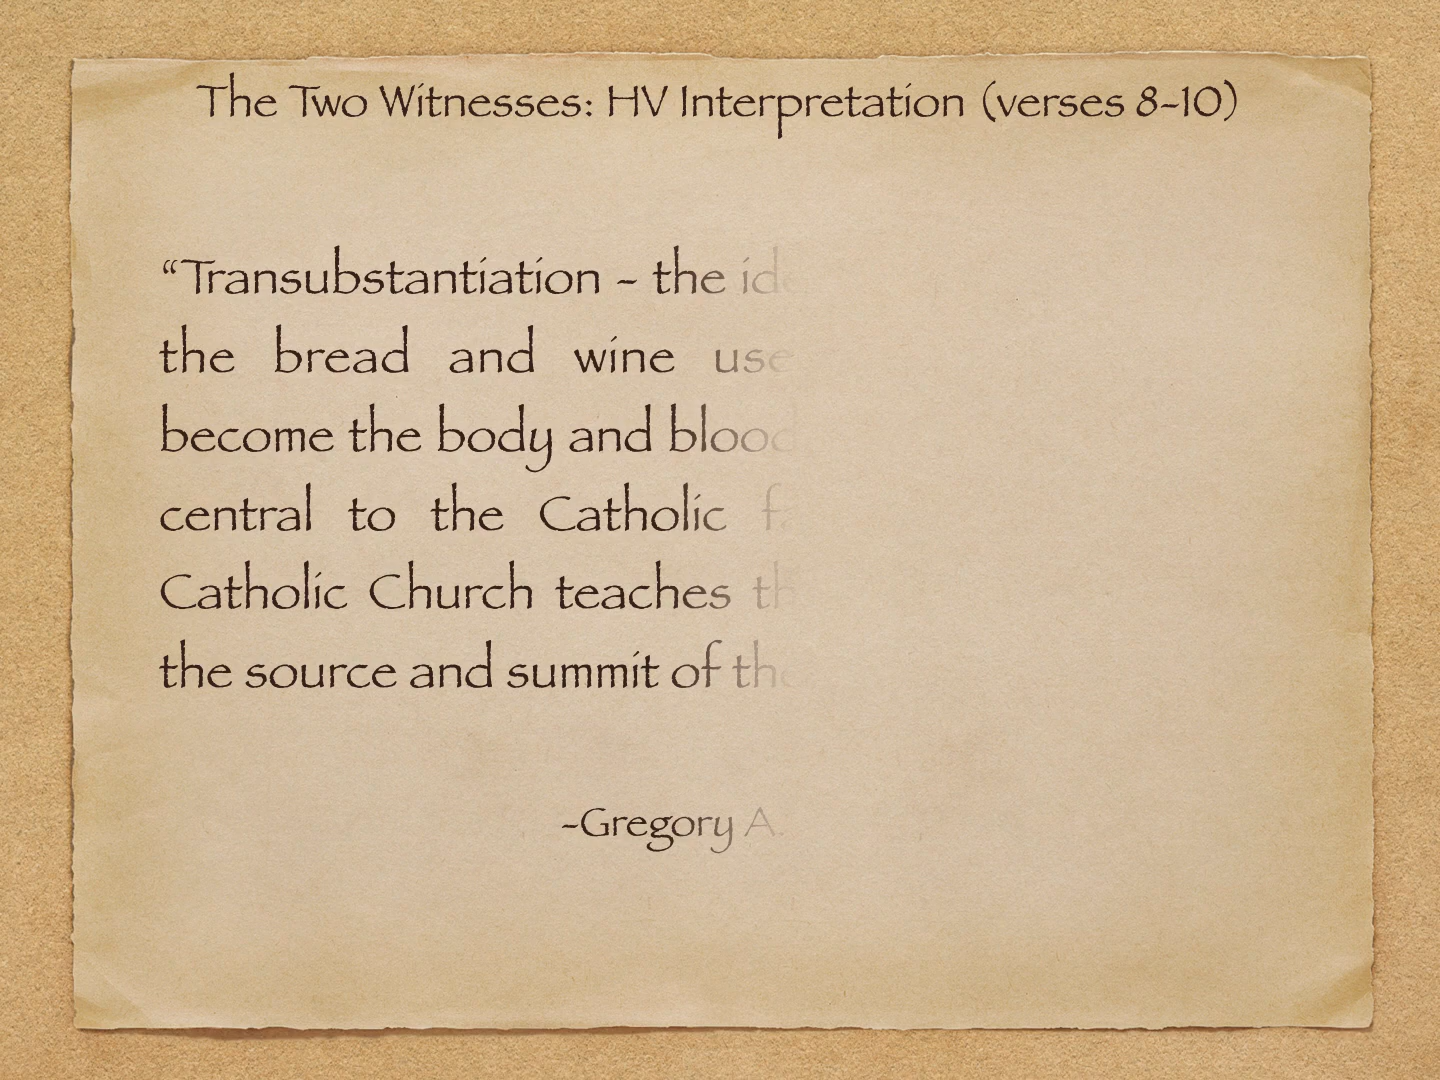 The Two Witnesses: HV Interpretation (verses 8-10)
“Transubstantiation - the
the bread and wine
become the body and blood
central to the Catholic
Catholic Church teaches
the source and summit of
-Gregory A.